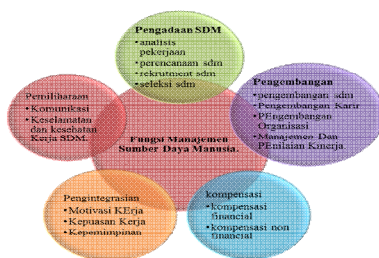 Pengadaan SDM
•analisis
pekerjaan
•perencanaan sdm
•rekrutment sdm
•seleksi sdm
Pengembangan
•pengembangan sdm
•Pengembangan Karir
•PEngembangan
Organisasi
•Manajemen Dan
PEnilaian Kinerja
kompensasi
•kompensasi
financial
•kompensasi non
financial
Pengintegrasian
•Motivasi KErja
•Kepuasan Kerja
•Kepemimpinan
Pemiliharaan
•Komunikasi
•Keselamatan
dan kesehatan
Kerja SDM.
Fungsi Manajemen
Sumber Daya Manusia.